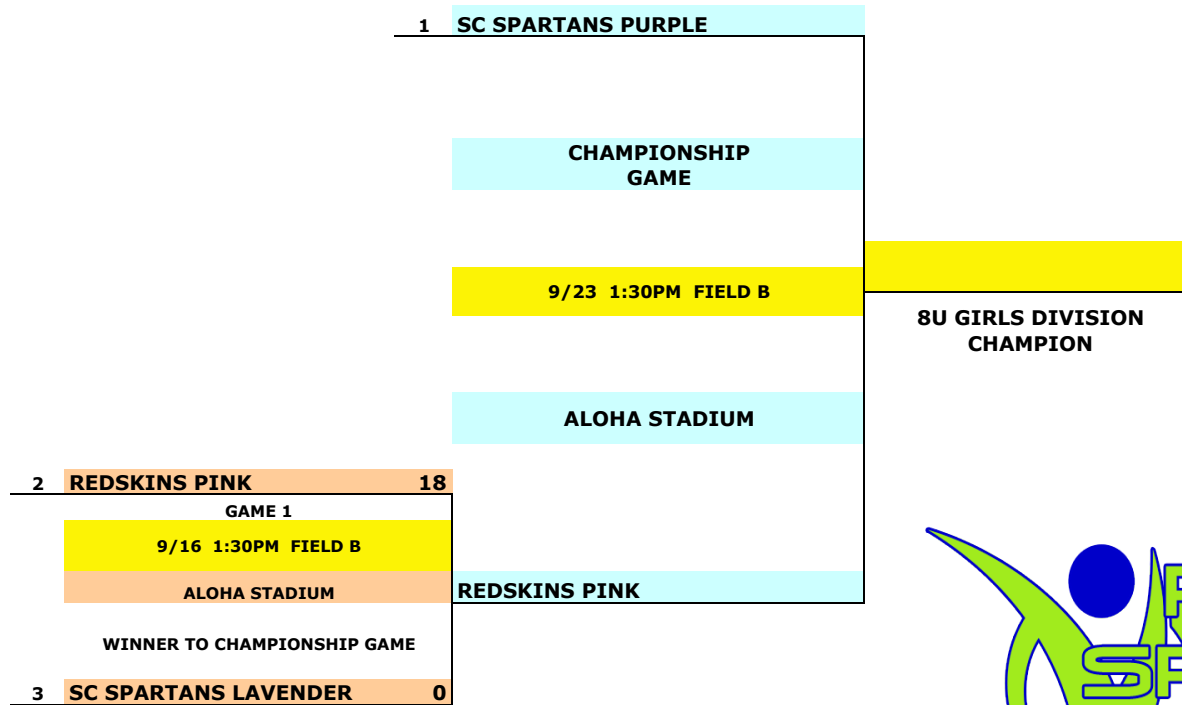 1 SC SPARTANS PURPLE
CHAMPIONSHIP
GAME
9/23 1:30PM FIELD B
8U GIRLS DIVISION
CHAMPION
ALOHA STADIUM
2 REDSKINS PINK 18
GAME 1
9/16 1:30PM FIELD B
ALOHA STADIUM
REDSKINS PINK
WINNER TO CHAMPIONSHIP GAME
3 SC SPARTANS LAVENDER 0